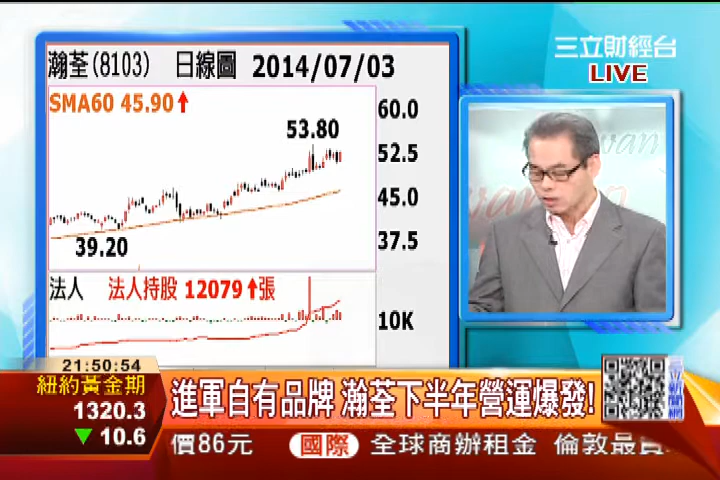 瀚荃(8103) 日線圖 2014/07/03
SMA60 45.90⬆
53.80
39.20
60.0
52.5
45.0
37.5
法人 法人持股 12079⬆張
10K
三立財經台
LIVE
21:50:54
紐約黃金期
1320.3
▼ 10.6
進軍自有品牌 瀚荃下半年營運爆發!
價86元 國際 全球商辦租金 倫敦最貴